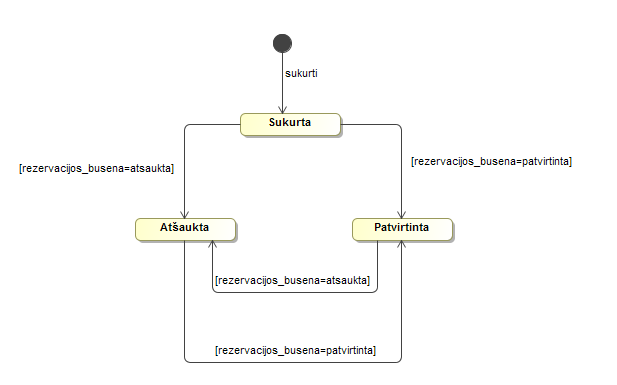 sukurti
Sukurta
[rezervacijos_busena=atsaukta]
[rezervacijos_busena=patvirtinta]
Atšaukta
Patvirtinta
[rezervacijos_busena=atsaukta]
[rezervacijos_busena=patvirtinta]